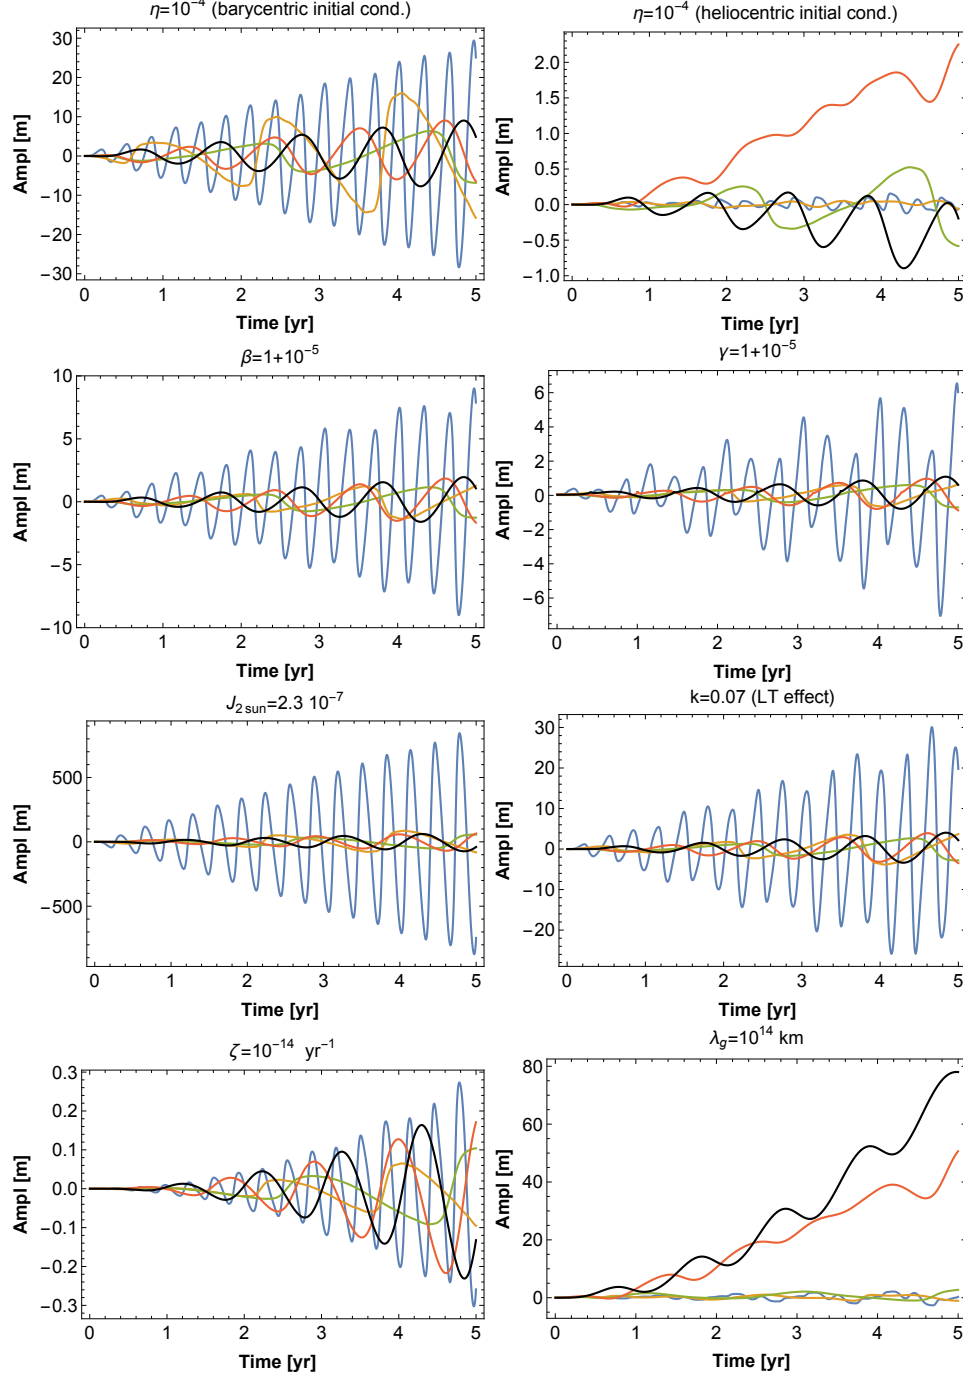 η=10⁻⁴ (barycentric initial cond.)
Ampl [m]
30
20
10
0
−10
−20
−30
0 1 2 3 4 5
Time [yr]
η=10⁻⁴ (heliocentric initial cond.)
Ampl [m]
2.0
1.5
1.0
0.5
0.0
−0.5
−1.0
0 1 2 3 4 5
Time [yr]
β=1+10⁻⁵
Ampl [m]
10
5
0
−5
−10
0 1 2 3 4 5
Time [yr]
γ=1+10⁻⁵
Ampl [m]
6
4
2
0
−2
−4
−6
0 1 2 3 4 5
Time [yr]
J₂ sun=2.3 10⁻⁷
Ampl [m]
500
0
−500
0 1 2 3 4 5
Time [yr]
k=0.07 (LT effect)
Ampl [m]
30
20
10
0
−10
−20
0 1 2 3 4 5
Time [yr]
ζ=10⁻¹⁴ yr⁻¹
Ampl [m]
0.3
0.2
0.1
0.0
−0.1
−0.2
−0.3
0 1 2 3 4 5
Time [yr]
λg=10¹⁴ km
Ampl [m]
80
60
40
20
0
0 1 2 3 4 5
Time [yr]